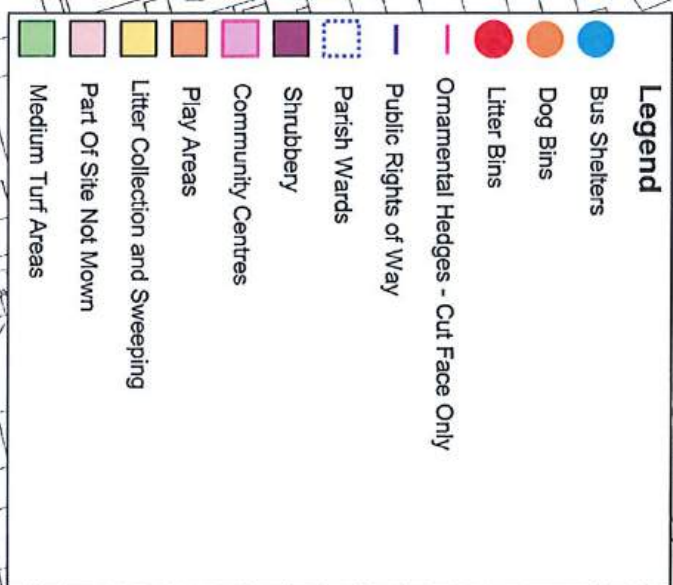 Legend
Bus Shelters
Dog Bins
Litter Bins
Ornamental Hedges - Cut Face Only
Public Rights of Way
Parish Wards
Shrubbery
Community Centres
Play Areas
Litter Collection and Sweeping
Part Of Site Not Mown
Medium Turf Areas